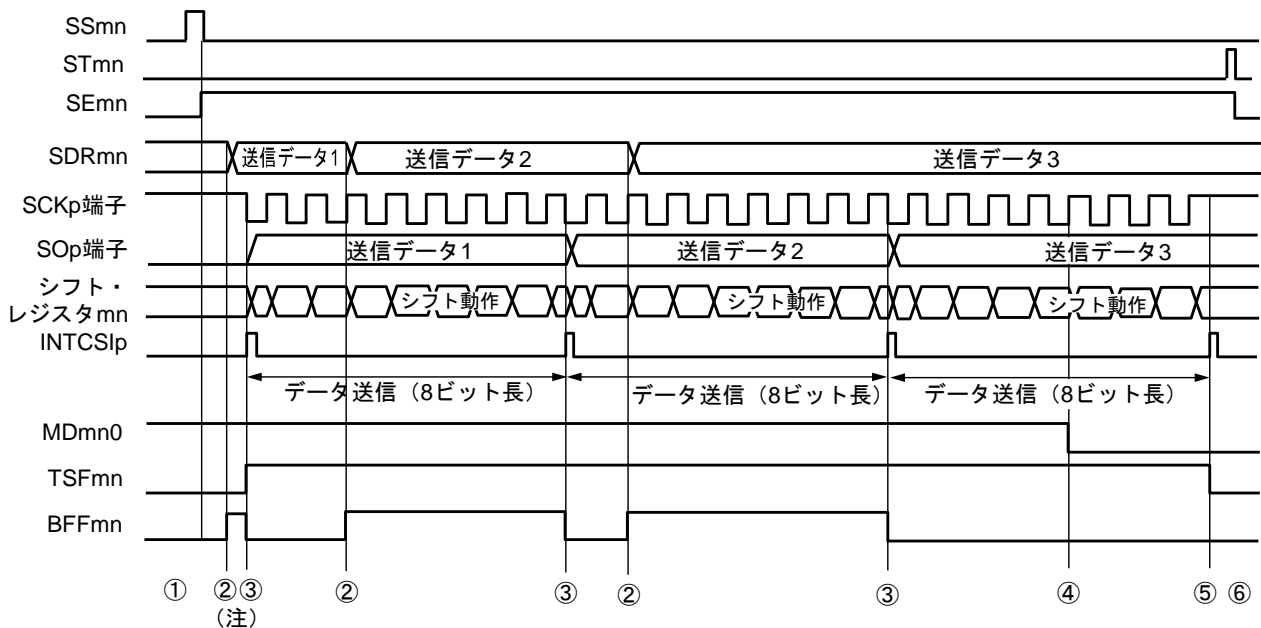 SSmn
STmn
SEmn
SDRmn
送信データ1
送信データ2
送信データ3
SCKp端子
SOp端子
送信データ1
送信データ2
送信データ3
シフト・
レジスタmn
シフト動作
シフト動作
シフト動作
INTCSIp
データ送信（8ビット長）
データ送信（8ビット長）
データ送信（8ビット長）
MDmn0
TSFmn
BFFmn
① ②③ ② ③ ② ③ ④ ⑤ ⑥
（注）